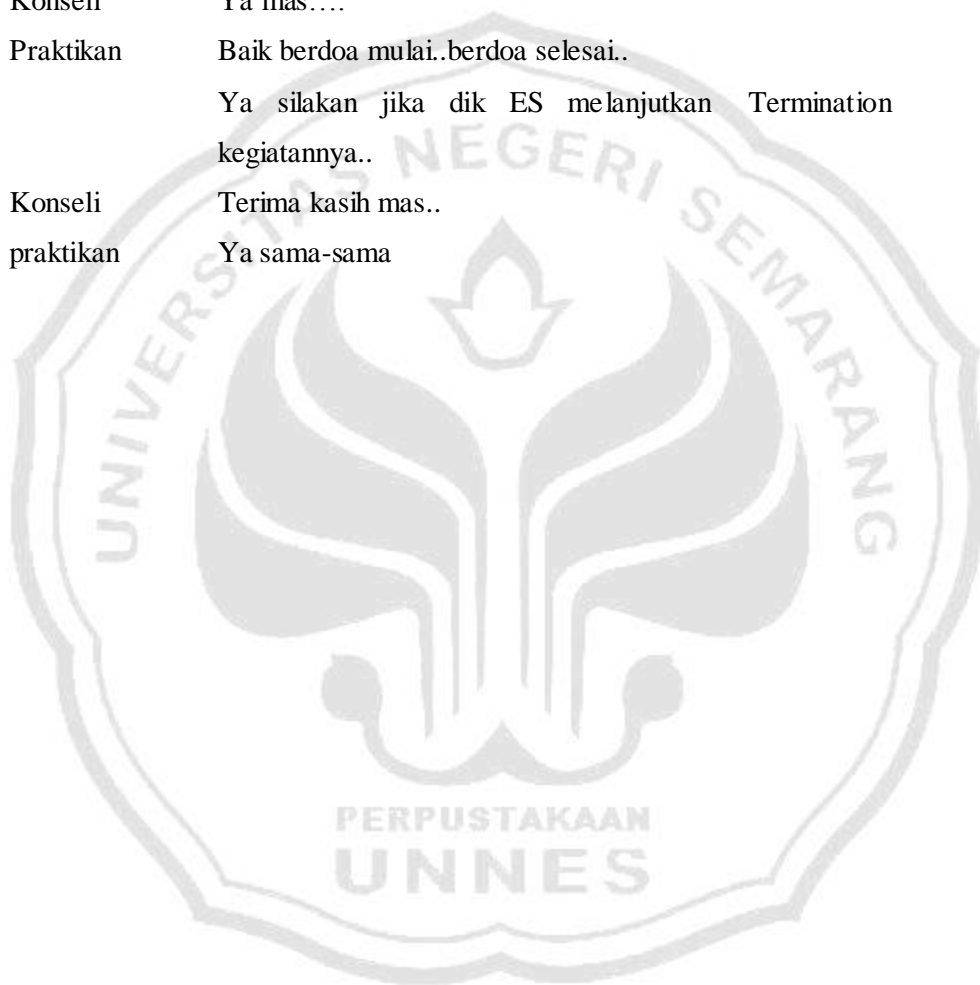 Konseli Ya mas….
Praktikan Baik berdoa mulai..berdoa selesai..
Ya silakan jika dik ES melanjutkan Termination
kegiatannya..
Konseli Terima kasih mas..
praktikan Ya sama-sama
UNIVERSITAS NEGERI SEMARANG
PERPUSTAKAAN
UNNES